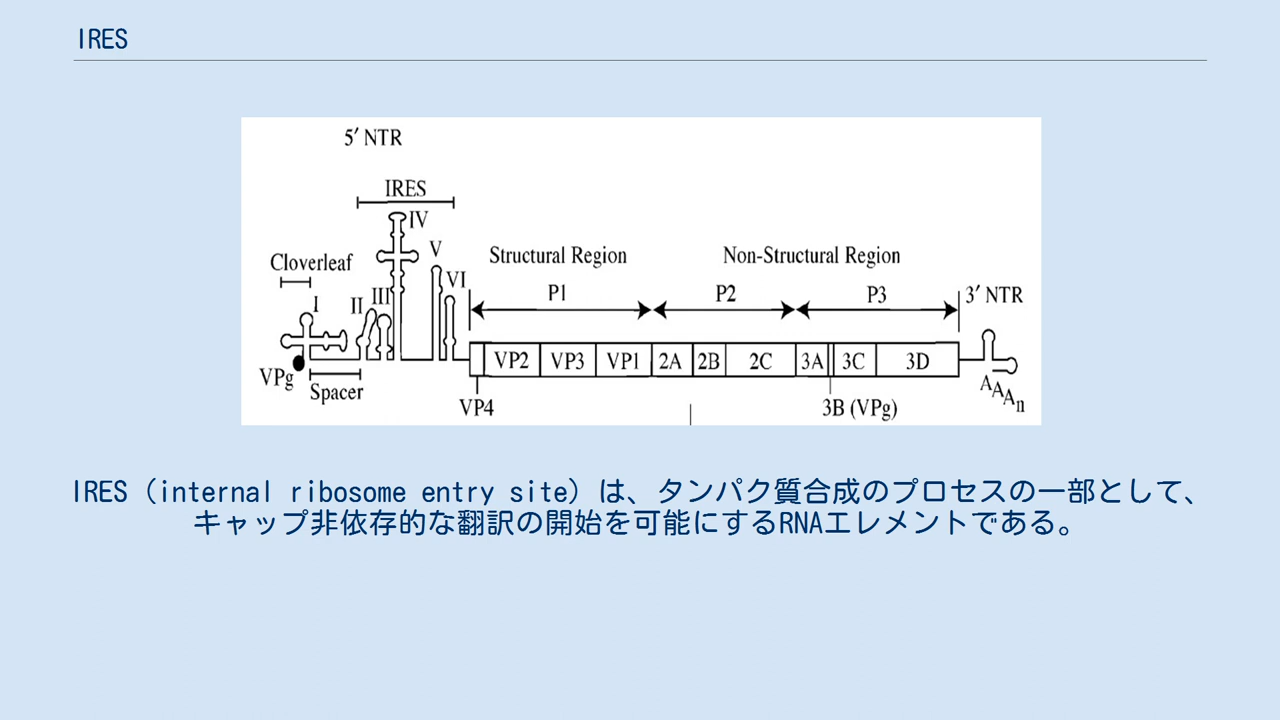 IRES
5′ NTR
IRES
IV
V
Cloverleaf
Structural Region
Non-Structural Region
VI
I
II
III
P1
P2
P3
3′ NTR
VPg
Spacer
VP2
VP3
VP1
2A
2B
2C
3A
3C
3D
VP4
3B (VPg)
AAAn
IRES（internal ribosome entry site）は、タンパク質合成のプロセスの一部として、
キャップ非依存的な翻訳の開始を可能にするRNAエレメントである。